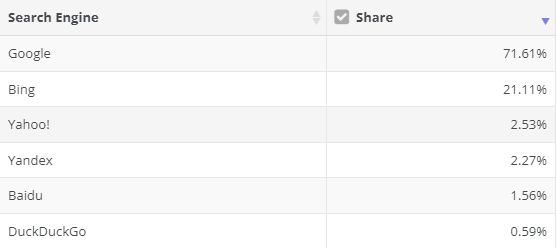 Search Engine Share
Google 71.61%
Bing 21.11%
Yahoo! 2.53%
Yandex 2.27%
Baidu 1.56%
DuckDuckGo 0.59%